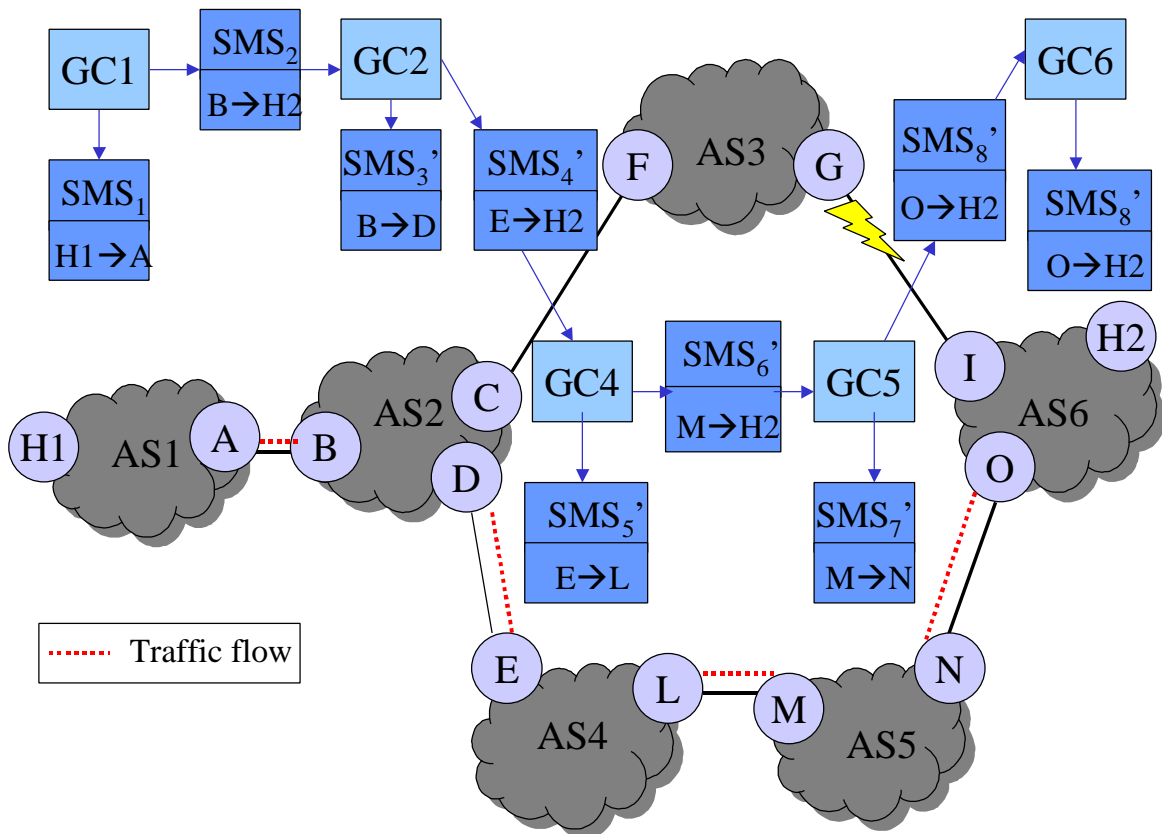 GC1
SMS₂
B→H2
GC2
GC6
SMS₁
H1→A
SMS₃'
B→D
SMS₄'
E→H2
F
AS3
G
SMS₈'
O→H2
SMS₈'
O→H2
H1
AS1
A
B
AS2
C
D
GC4
SMS₆'
M→H2
GC5
I
H2
AS6
O
SMS₅'
E→L
SMS₇'
M→N
Traffic flow
E
AS4
L
M
AS5
N